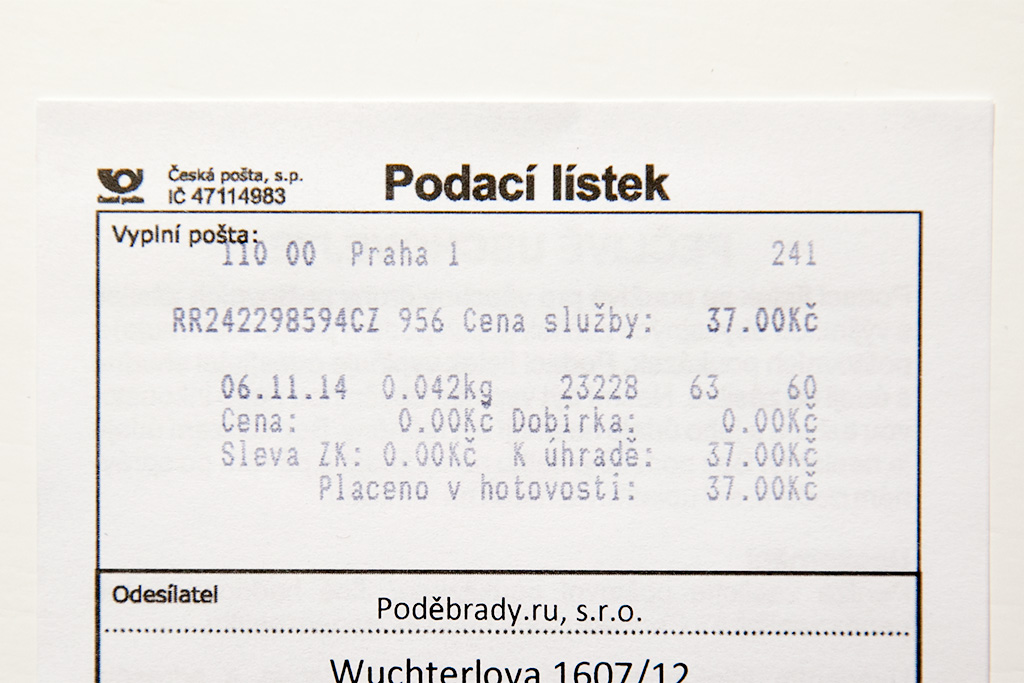 Česká pošta, s.p.
IČ 47114983
Podací lístek
Vyplní pošta:
110 00 Praha 1 241
RR242298594CZ 956 Cena služby: 37.00Kč
06.11.14 0.042kg 23228 63 60
Cena: 0.00Kč Dobírka: 0.00Kč
Sleva ZK: 0.00Kč K úhradě: 37.00Kč
Placeno v hotovosti: 37.00Kč
Odesílatel
Poděbrady.ru, s.r.o.
Wuchterlova 1607/12